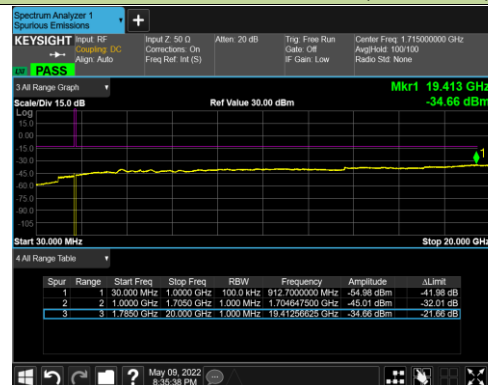 Spectrum Analyzer 1
Spurious Emissions
KEYSIGHT Input: RF Input Z: 50 Ω Atten: 20 dB Trig: Free Run Center Freq: 1.715000000 GHz
Coupling: DC Corrections: On Gate: Off Avg|Hold: 100/100
Align: Auto Freq Ref: Int (S) IF Gain: Low Radio Std: None
PASS
3 All Range Graph Mkr1 19.413 GHz
Scale/Div 15.0 dB Ref Value 30.00 dBm -34.66 dBm
Log
15.0
0.00
-15.0
1
-30.0
-45.0
-60.0
-75.0
-90.0
-105
Start 30.000 MHz Stop 20.000 GHz
4 All Range Table
Spur Range Start Freq Stop Freq RBW Frequency Amplitude ΔLimit
1 1 30.000 MHz 1.0000 GHz 100.0 kHz 912.7000000 MHz -54.98 dBm -41.98 dB
2 2 1.0000 GHz 1.7050 GHz 1.000 MHz 1.704647500 GHz -45.01 dBm -32.01 dB
3 3 1.7850 GHz 20.000 GHz 1.000 MHz 19.41256625 GHz -34.66 dBm -21.66 dB
May 09, 2022
8:35:38 PM